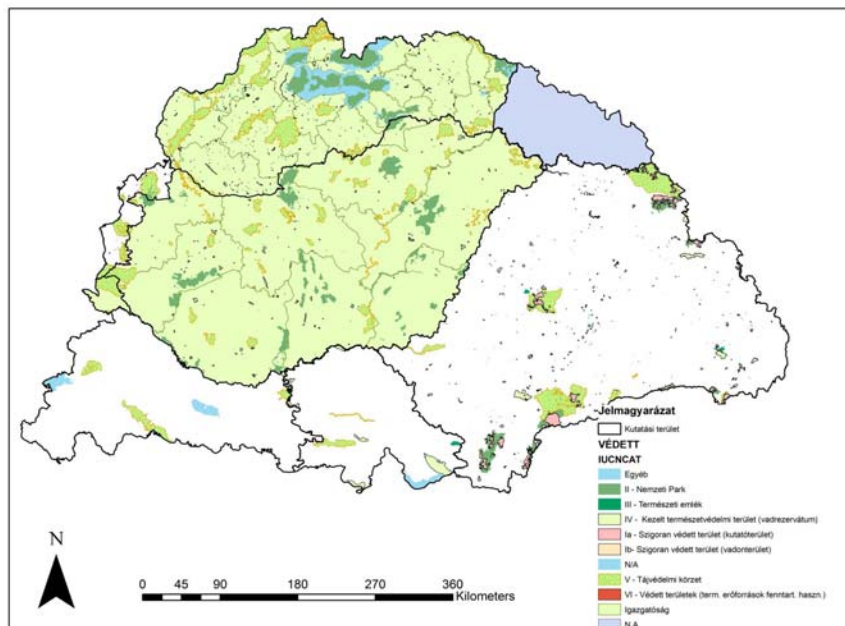 Jelmagyarázat
Kutatási terület
VÉDETT
IUCNCAT
Egyéb
II - Nemzeti Park
III - Természeti emlék
IV - Kezelt természetvédelmi terület (vadrezervátum)
Ia - Szigoran védett terület (kutatóterület)
Ib- Szigoran védett terület (vadonterület)
N/A
V - Tájvédelmi körzet
VI - Védett területek (term. erőforrások fenntart. haszn.)
Igazgatóság
N.A
N
0 45 90 180 270 360
Kilometers